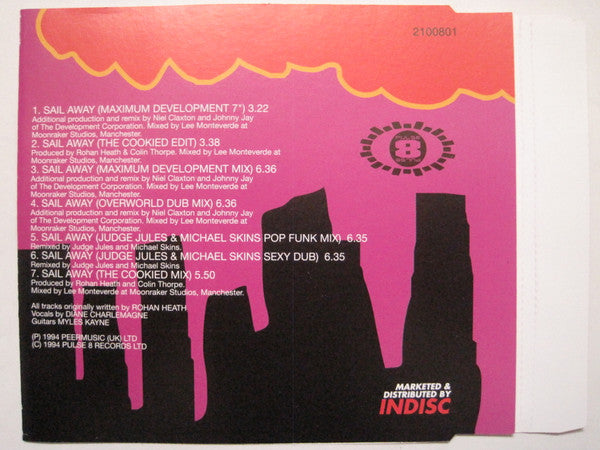 2100801
PULSE
8
1. SAIL AWAY (MAXIMUM DEVELOPMENT 7") 3.22
Additional production and remix by Niel Claxton and Johnny Jay
of The Development Corporation. Mixed by Lee Monteverde at
Moonraker Studios, Manchester.
2. SAIL AWAY (THE COOKIED EDIT) 3.38
Produced by Rohan Heath & Colin Thorpe. Mixed by Lee Monteverde at
Moonraker Studios, Manchester.
3. SAIL AWAY (MAXIMUM DEVELOPMENT MIX) 6.36
Additional production and remix by Niel Claxton and Johnny Jay
of The Development Corporation. Mixed by Lee Monteverde at
Moonraker Studios, Manchester.
4. SAIL AWAY (OVERWORLD DUB MIX) 6.36
Additional production and remix by Niel Claxton and Johnny Jay
of The Development Corporation. Mixed by Lee Monteverde at
Moonraker Studios, Manchester.
5. SAIL AWAY (JUDGE JULES & MICHAEL SKINS POP FUNK MIX) 6.35
Remixed by Judge Jules and Michael Skins.
6. SAIL AWAY (JUDGE JULES & MICHAEL SKINS SEXY DUB) 6.35
Remixed by Judge Jules and Michael Skins
7. SAIL AWAY (THE COOKIED MIX) 5.50
Produced by Rohan Heath and Colin Thorpe.
Mixed by Lee Monteverde at Moonraker Studios, Manchester.
All tracks originally written by ROHAN HEATH
Vocals by DIANE CHARLEMAGNE
Guitars MYLES KAYNE
(P) 1994 PEERMUSIC (UK) LTD
(C) 1994 PULSE 8 RECORDS LTD
MARKETED &
DISTRIBUTED BY
INDISC